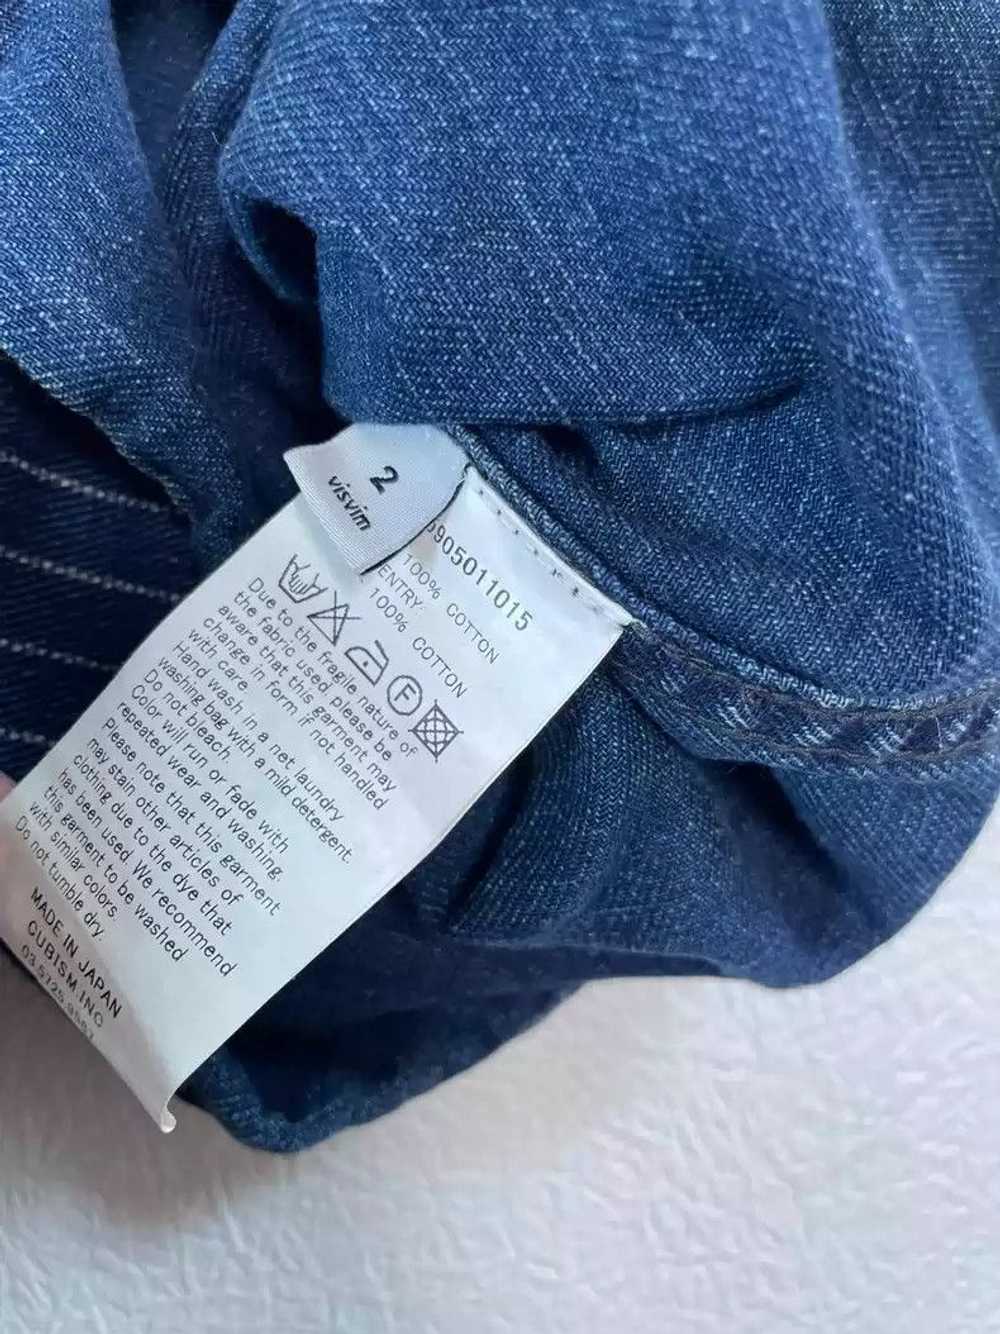 2
visvim
6905011015
100% COTTON
ENTRY:
100% COTTON
F
Due to the fragile nature of
the fabric used, please be
aware that this garment may
change in form if not handled
with care.
Hand wash, in a net laundry
washing bag with a mild detergent.
Do not bleach.
Color will run or fade with
repeated wear and washing.
Please note that this garment
may stain other articles of
clothing due to the dye that
has been used. We recommend
this garment to be washed
with similar colors.
Do not tumble dry.
MADE IN JAPAN
CUBISM.INC